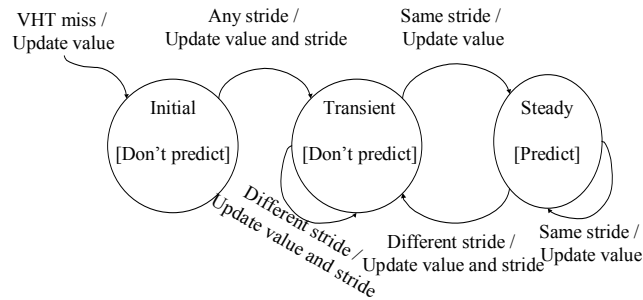 VHT miss /
Update value
Any stride /
Update value and stride
Same stride /
Update value
Initial
[Don't predict]
Transient
[Don't predict]
Steady
[Predict]
Different stride /
Update value and stride
Different stride /
Update value and stride
Same stride /
Update value